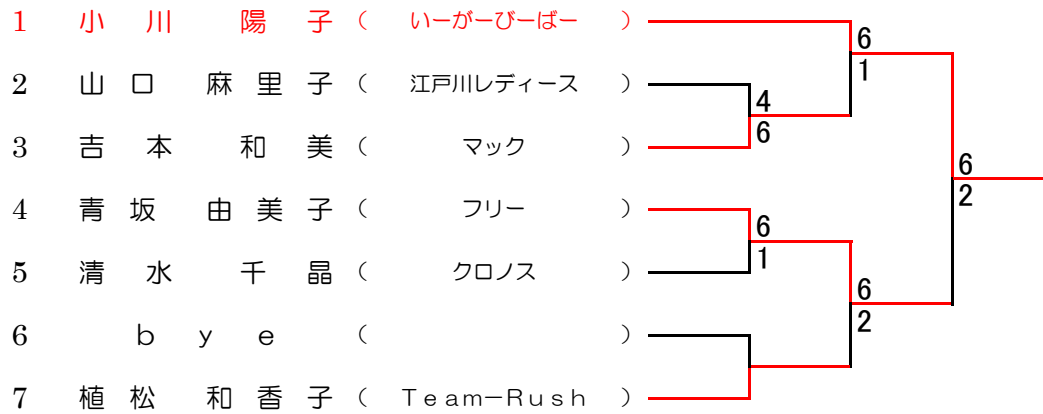 1 小川 陽子 ( いーがーびーばー ) 6
1
2 山口 麻里子 ( 江戸川レディース ) 4
3 吉本 和美 ( マック ) 6
6
2
4 青坂 由美子 ( フリー ) 6
5 清水 千晶 ( クロノス ) 1
6
2
6 bye ( )
7 植松 和香子 ( Team-Rush )